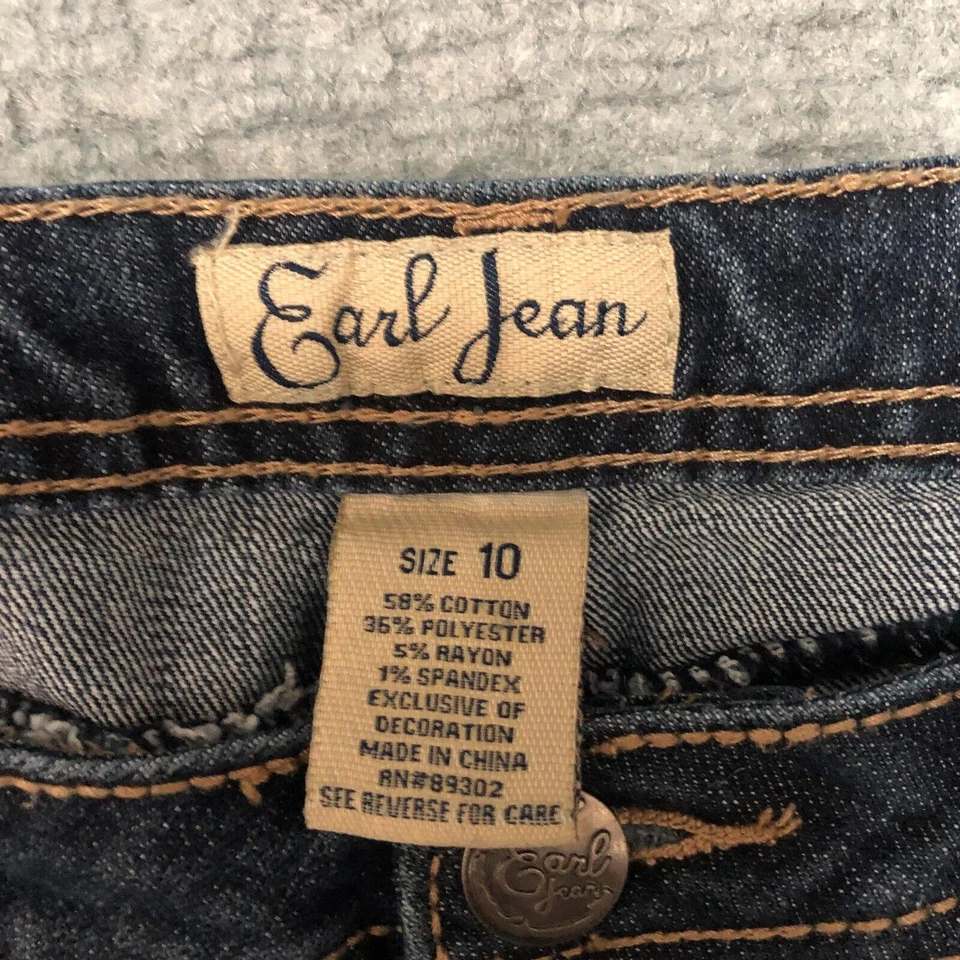 Earl Jean
SIZE 10
58% COTTON
36% POLYESTER
5% RAYON
1% SPANDEX
EXCLUSIVE OF
DECORATION
MADE IN CHINA
RN#89302
SEE REVERSE FOR CARE
Earl
Jean